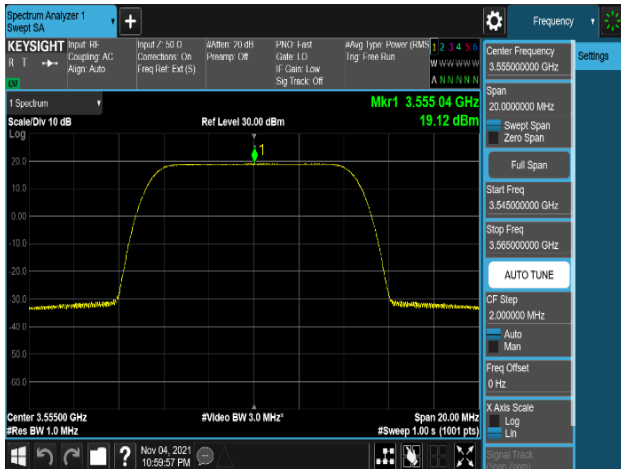 Spectrum Analyzer 1
Swept SA
Frequency
KEYSIGHT
R T
Input: RF
Coupling: AC
Align: Auto
Input Z: 50 Ω
Corrections: On
Freq Ref: Ext (S)
#Atten: 20 dB
Preamp: Off
PNO: Fast
Gate: LO
IF Gain: Low
Sig Track: Off
#Avg Type: Power (RMS)
Trig: Free Run
1 2 3 4 5 6
W W W W W W
A N N N N N
1 Spectrum
Scale/Div 10 dB
Log
Ref Level 30.00 dBm
Mkr1 3.555 04 GHz
19.12 dBm
1
20.0
10.0
0.00
-10.0
-20.0
-30.0
-40.0
-50.0
-60.0
Center 3.55500 GHz
#Res BW 1.0 MHz
#Video BW 3.0 MHz*
Span 20.00 MHz
#Sweep 1.00 s (1001 pts)
Center Frequency
3.555000000 GHz
Settings
Span
20.0000000 MHz
Swept Span
Zero Span
Full Span
Start Freq
3.545000000 GHz
Stop Freq
3.565000000 GHz
AUTO TUNE
CF Step
2.000000 MHz
Auto
Man
Freq Offset
0 Hz
X Axis Scale
Log
Lin
Signal Track
(Span Zoom)
?
Nov 04, 2021
10:59:57 PM